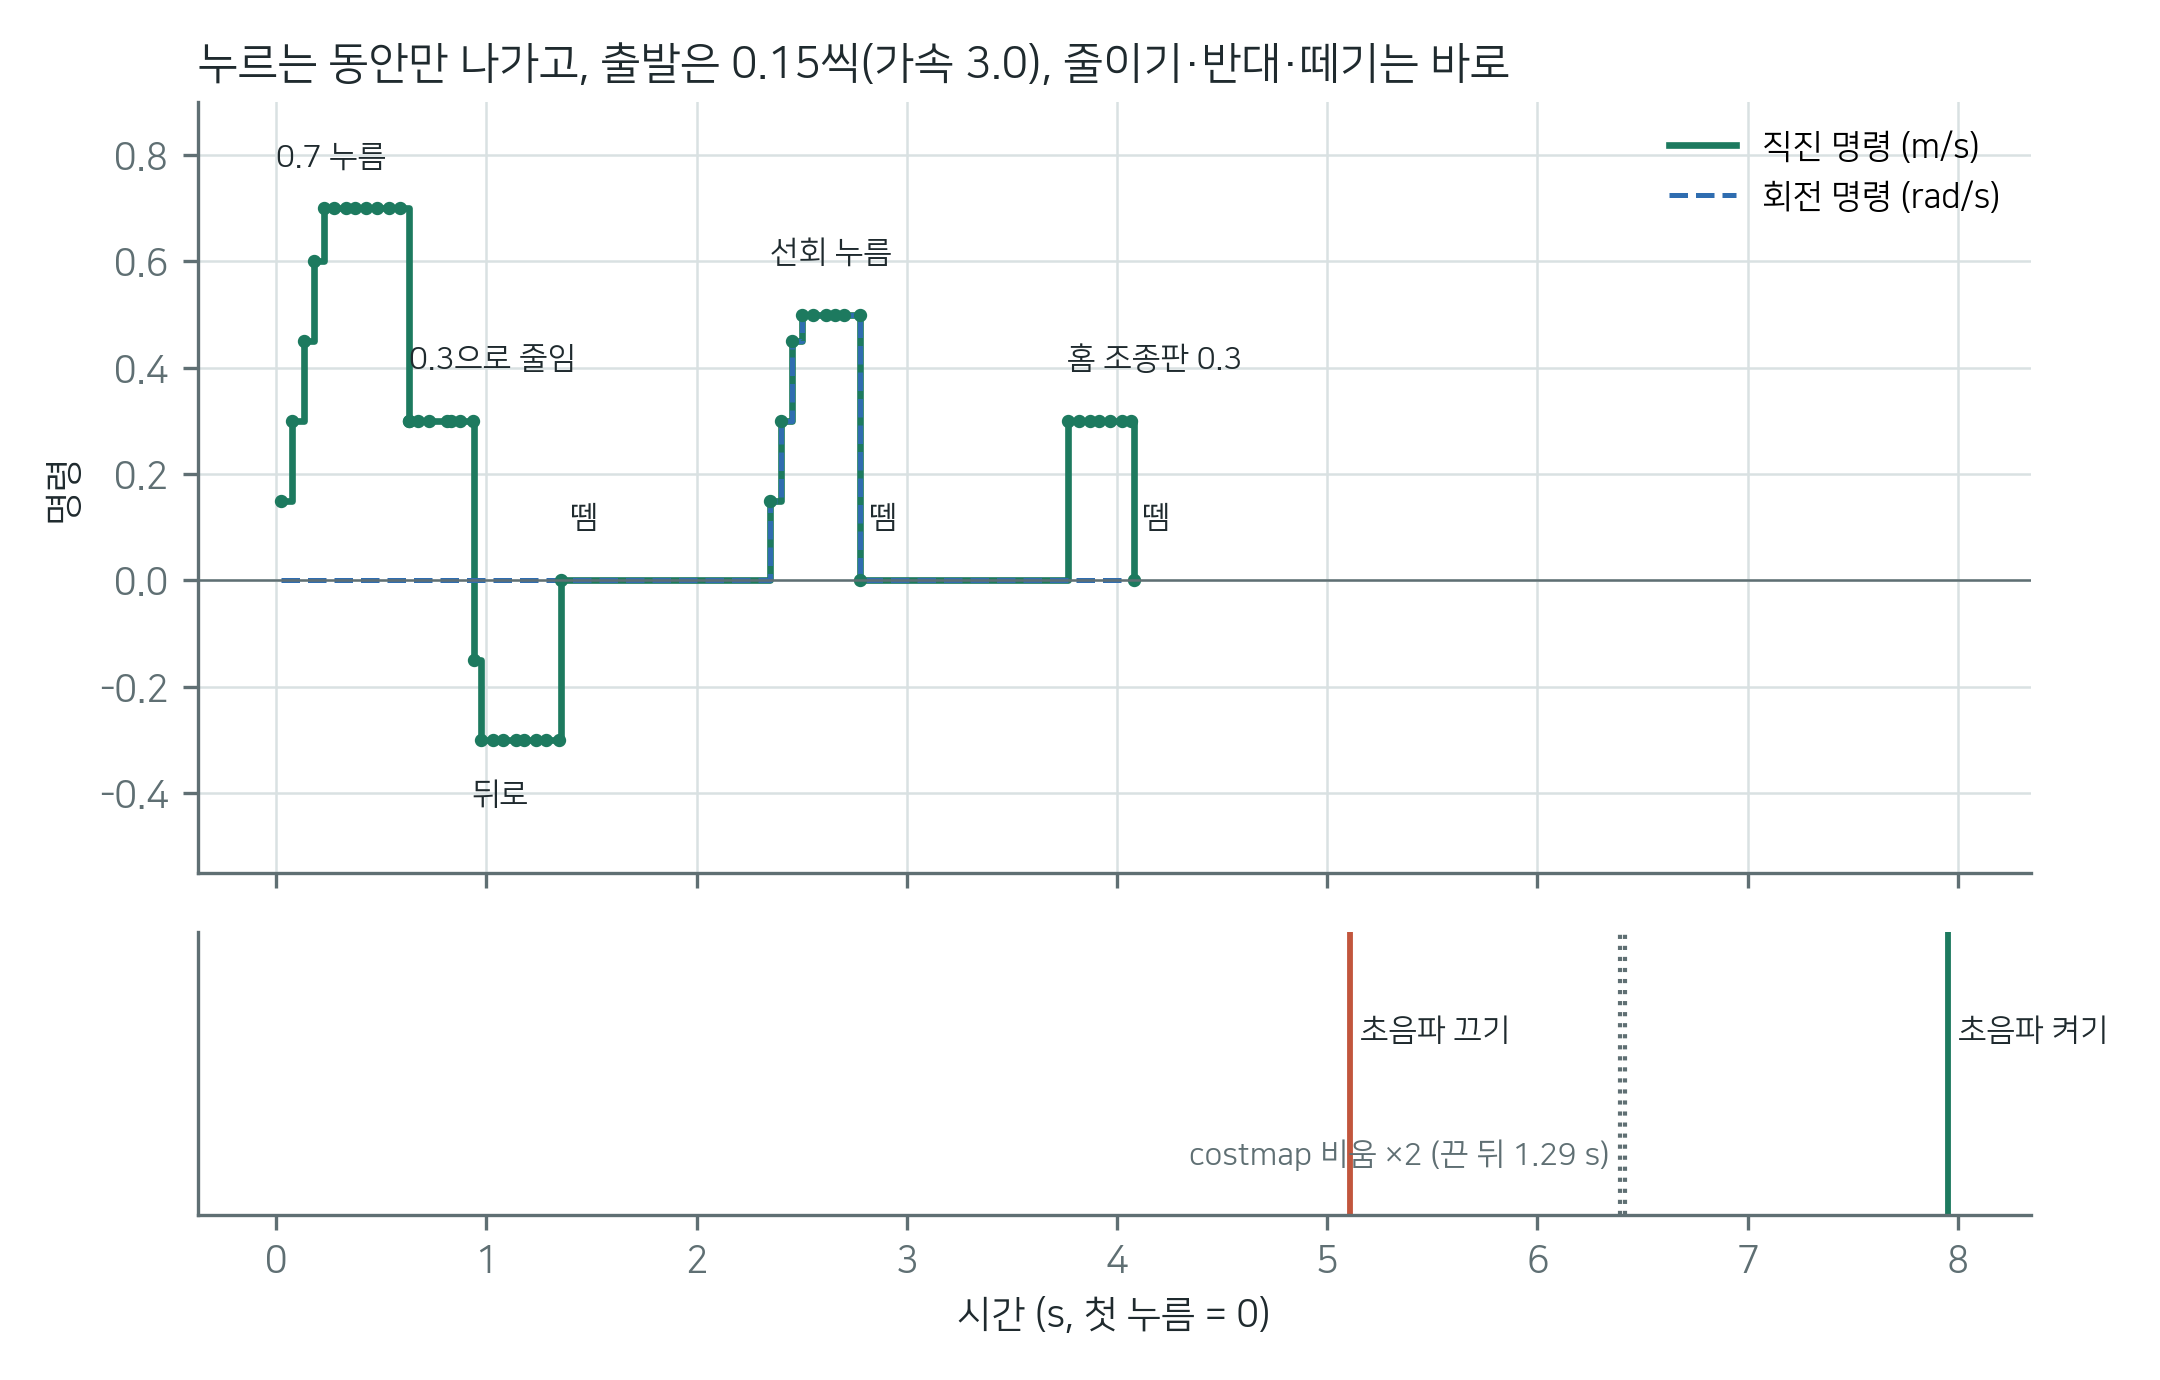 누르는 동안만 나가고, 출발은 0.15씩(가속 3.0), 줄이기·반대·떼기는 바로
직진 명령 (m/s)
회전 명령 (rad/s)
명령
0.8
0.6
0.4
0.2
0.0
-0.2
-0.4
0.7 누름
0.3으로 줄임
뒤로
뗌
선회 누름
뗌
홈 조종판 0.3
뗌
초음파 끄기
초음파 켜기
costmap 비움 ×2 (끈 뒤 1.29 s)
0 1 2 3 4 5 6 7 8
시간 (s, 첫 누름 = 0)